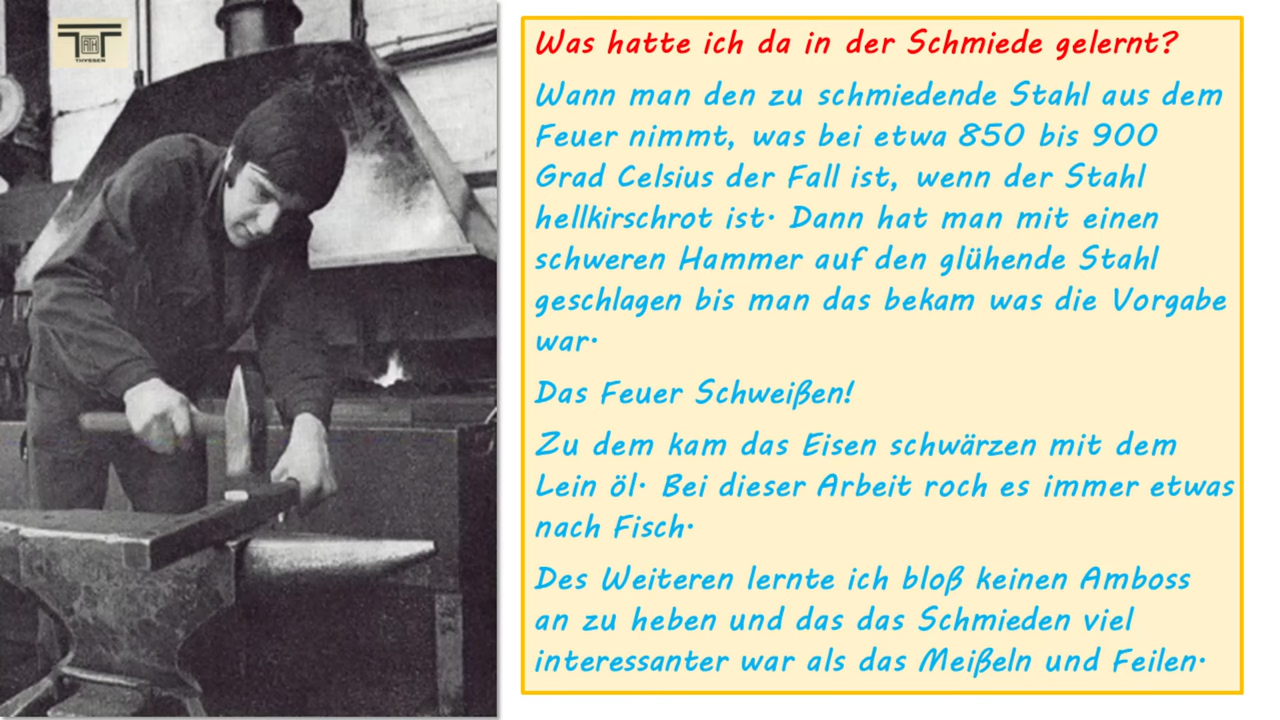 ATH
THYSSEN
Was hatte ich da in der Schmiede gelernt?
Wann man den zu schmiedende Stahl aus dem
Feuer nimmt, was bei etwa 850 bis 900
Grad Celsius der Fall ist, wenn der Stahl
hellkirschrot ist. Dann hat man mit einen
schweren Hammer auf den glühende Stahl
geschlagen bis man das bekam was die Vorgabe
war.
Das Feuer Schweißen!
Zu dem kam das Eisen schwärzen mit dem
Lein öl. Bei dieser Arbeit roch es immer etwas
nach Fisch.
Des Weiteren lernte ich bloß keinen Amboss
an zu heben und das das Schmieden viel
interessanter war als das Meißeln und Feilen.